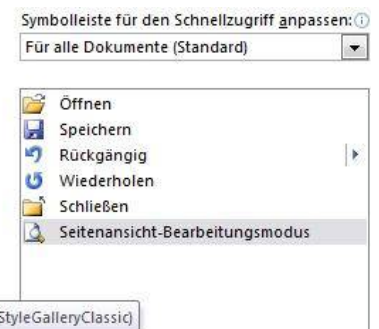 Symbolleiste für den Schnellzugriff anpassen:
Für alle Dokumente (Standard)
Öffnen
Speichern
Rückgängig
Wiederholen
Schließen
Seitenansicht-Bearbeitungsmodus
StyleGalleryClassic)